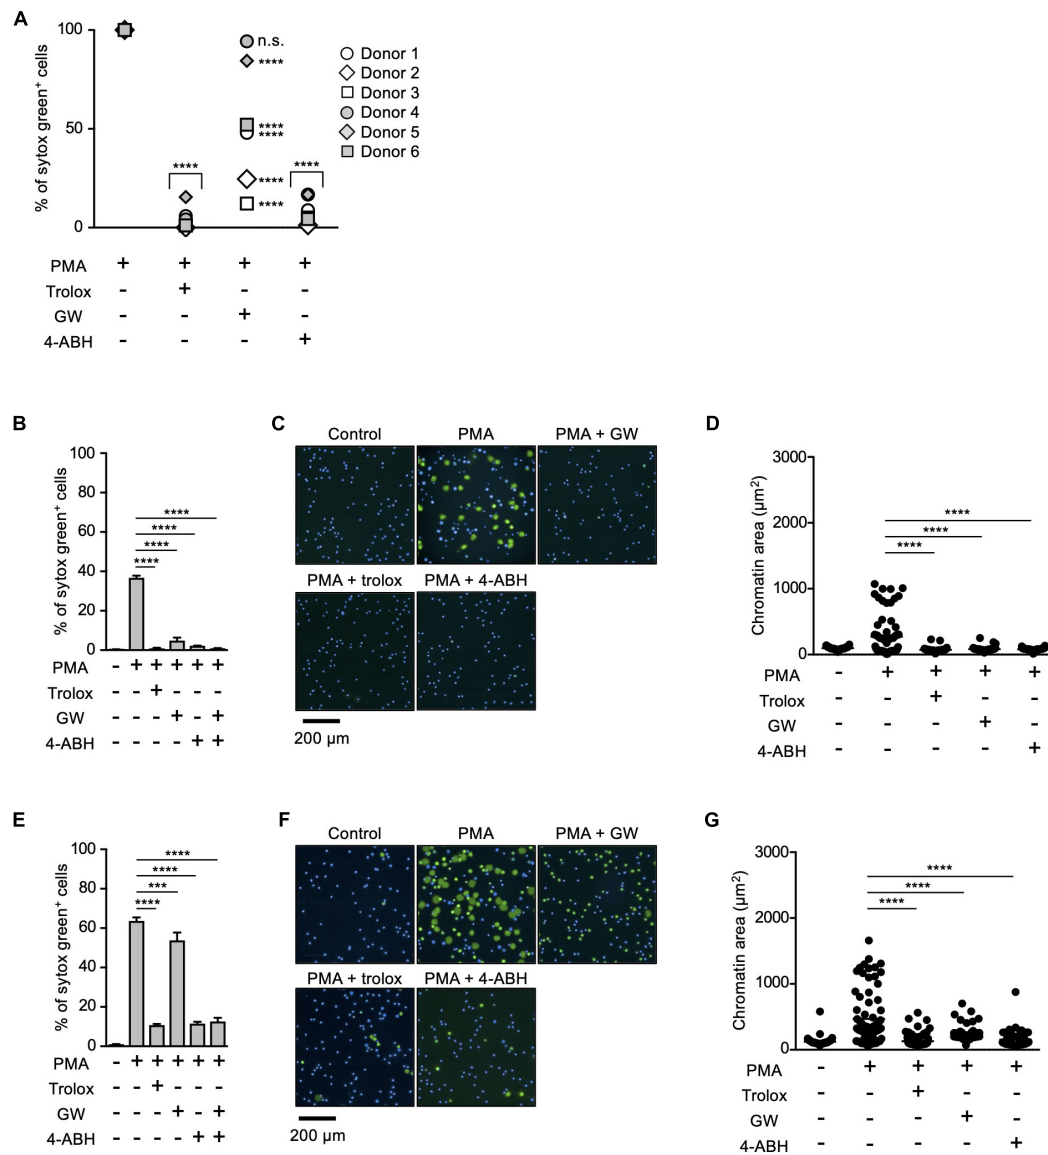 A
% of sytox green⁺ cells
100
50
0
n.s.
****
****
****
****
****
****
****
Donor 1
Donor 2
Donor 3
Donor 4
Donor 5
Donor 6
PMA + + + +
Trolox - + - -
GW - - + -
4-ABH - - - +
B
% of sytox green⁺ cells
100
80
60
40
20
0
****
****
****
****
PMA - + + + + +
Trolox - - + - - -
GW - - - + - +
4-ABH - - - - + +
C
Control PMA PMA + GW
PMA + trolox PMA + 4-ABH
200 µm
D
Chromatin area (µm²)
3000
2000
1000
0
****
****
****
PMA - + + + +
Trolox - - + - -
GW - - - + -
4-ABH - - - - +
E
% of sytox green⁺ cells
100
80
60
40
20
0
****
****
***
****
PMA - + + + + +
Trolox - - + - - -
GW - - - + - +
4-ABH - - - - + +
F
Control PMA PMA + GW
PMA + trolox PMA + 4-ABH
200 µm
G
Chromatin area (µm²)
3000
2000
1000
0
****
****
****
PMA - + + + +
Trolox - - + - -
GW - - - + -
4-ABH - - - - +